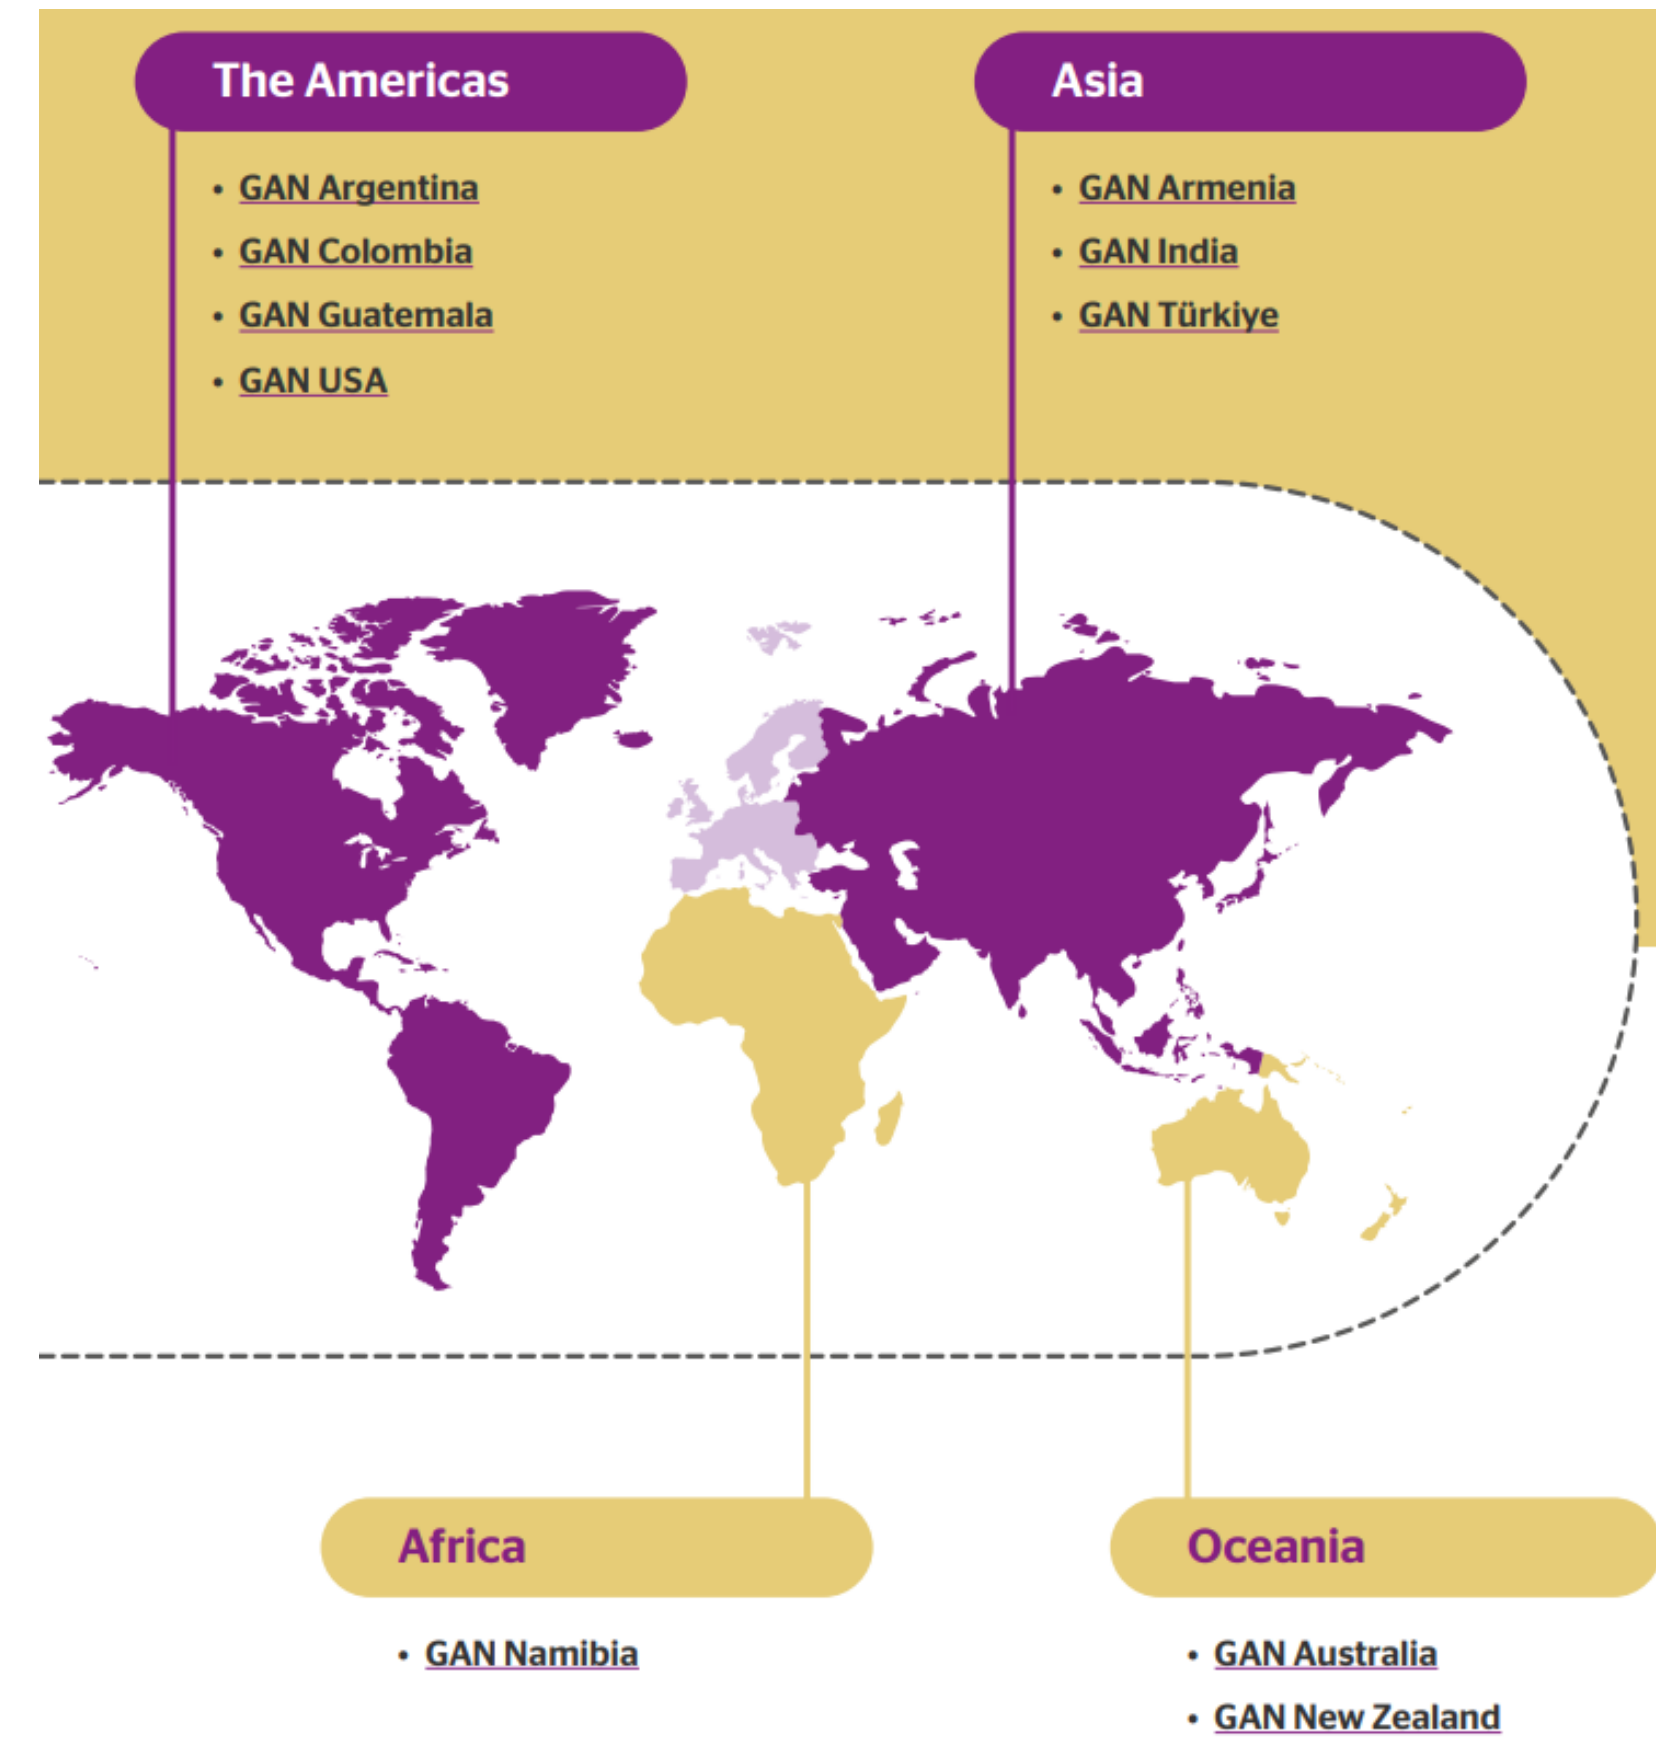 The Americas
• GAN Argentina
• GAN Colombia
• GAN Guatemala
• GAN USA
Asia
• GAN Armenia
• GAN India
• GAN Türkiye
Africa
• GAN Namibia
Oceania
• GAN Australia
• GAN New Zealand